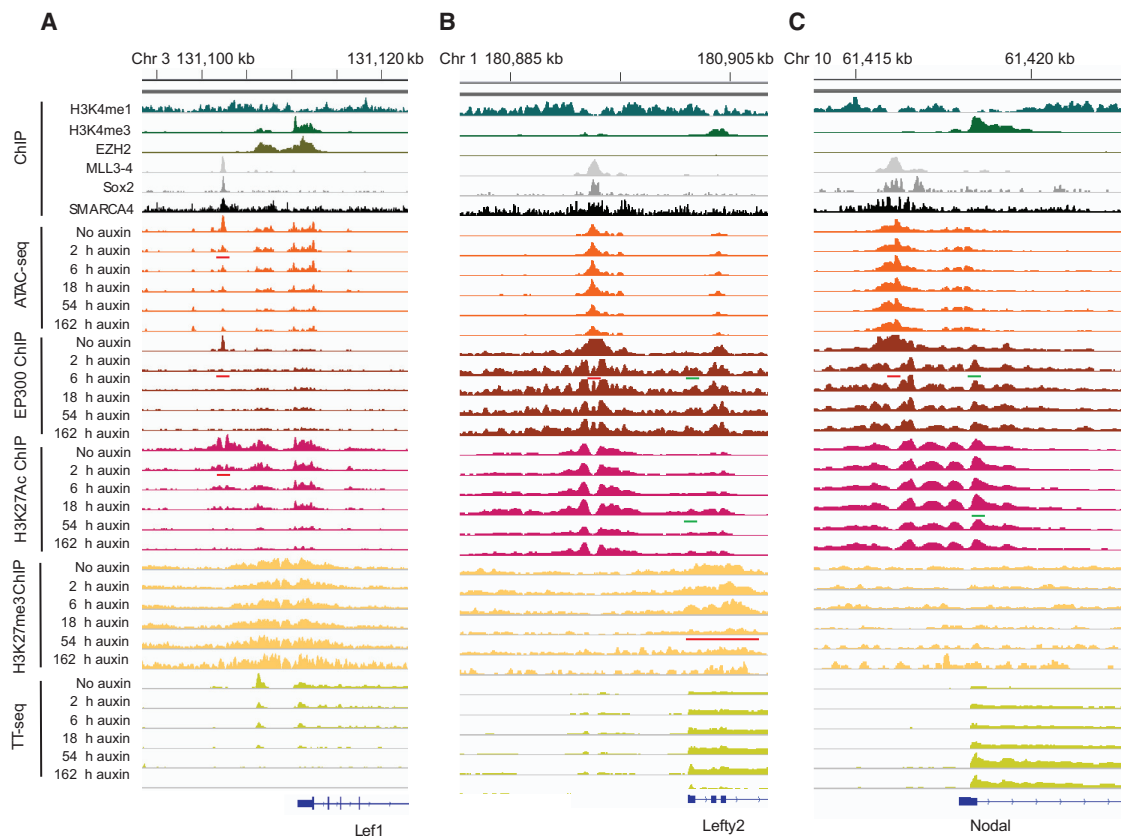 A
B
C
Chr 3 131,100 kb 131,120 kb
Chr 1 180,885 kb 180,905 kb
Chr 10 61,415 kb 61,420 kb
ChIP
H3K4me1
H3K4me3
EZH2
MLL3-4
Sox2
SMARCA4
ATAC-seq
No auxin
2 h auxin
6 h auxin
18 h auxin
54 h auxin
162 h auxin
EP300 ChIP
No auxin
2 h auxin
6 h auxin
18 h auxin
54 h auxin
162 h auxin
H3K27Ac ChIP
No auxin
2 h auxin
6 h auxin
18 h auxin
54 h auxin
162 h auxin
H3K27me3ChIP
No auxin
2 h auxin
6 h auxin
18 h auxin
54 h auxin
162 h auxin
TT-seq
No auxin
2 h auxin
6 h auxin
18 h auxin
54 h auxin
162 h auxin
Lef1
Lefty2
Nodal